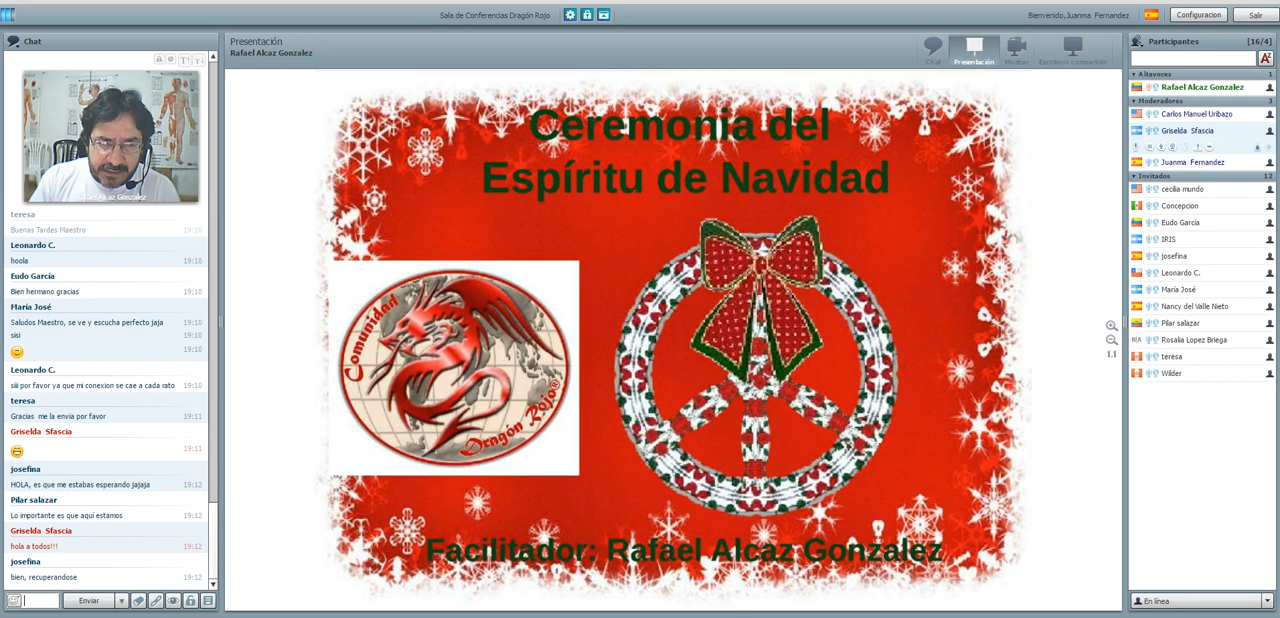 Sala de Conferencias Dragón Rojo
Bienvenido,Juanma Fernandez
Configuracion
Salir
Chat
Rafael Alcaz Gonzalez
teresa
Buenas Tardes Maestro 19:10
Leonardo C.
hoola 19:10
Eudo García
Bien hermano gracias 19:10
María José
Saludos Maestro, se ve y escucha perfecto jaja 19:10
sisi 19:10
19:10
Leonardo C.
siii por favor ya que mi conexion se cae a cada rato 19:10
teresa
Gracias me la envia por favor 19:11
Griselda Sfascia
19:11
josefina
HOLA, es que me estabas esperando jajaja 19:12
Pilar salazar
Lo importante es que aquí estamos 19:12
Griselda Sfascia
hola a todos!!! 19:12
josefina
bien, recuperandose 19:12
Enviar
Presentación
Rafael Alcaz Gonzalez
Chat
Presentación
Mostrar
Escritorio compartido
Ceremonia del
Espíritu de Navidad
Comunidad
Dragón Rojo®
Facilitador: Rafael Alcaz Gonzalez
1.1
Participantes [16/4]
Altavoces 1
Rafael Alcaz Gonzalez
Moderadores 3
Carlos Manuel Uribazo
Griselda Sfascia
Juanma Fernandez
Invitados 12
cecilia mundo
Concepcion
Eudo García
IRIS
josefina
Leonardo C.
María José
Nancy del Valle Nieto
Pilar salazar
N/A Rosalia Lopez Briega
teresa
Wilder
En línea